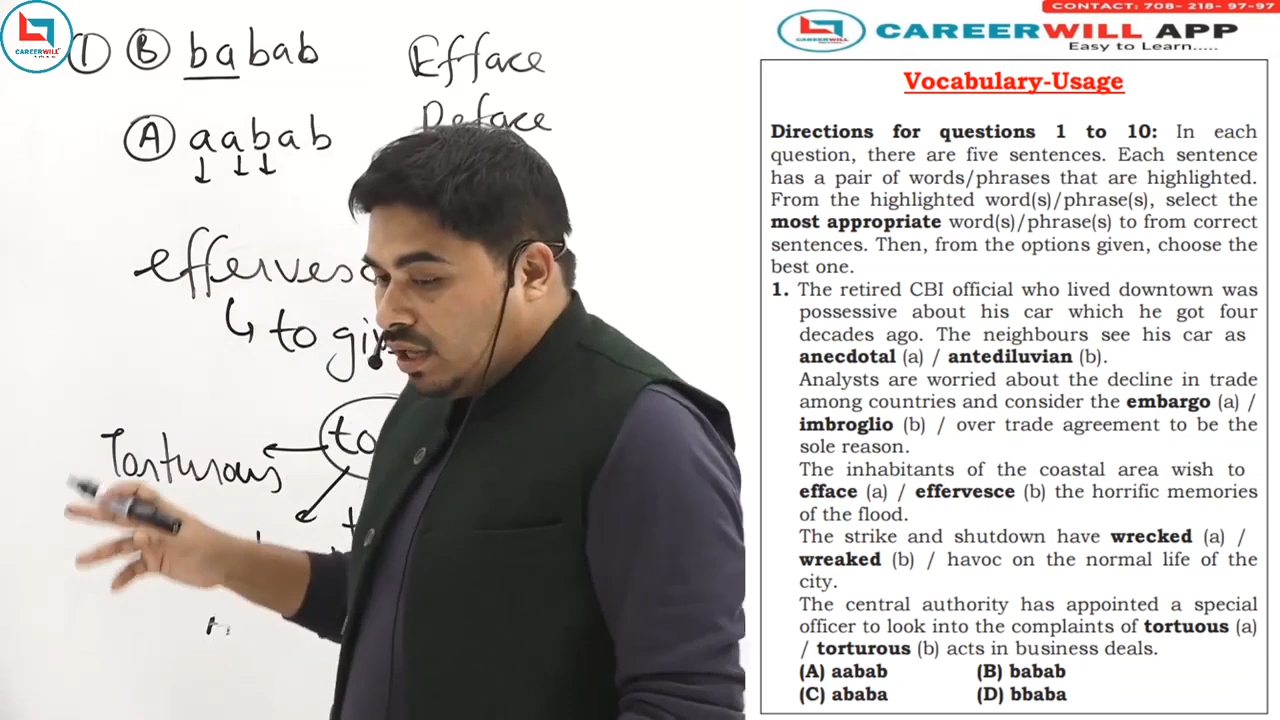 CONTACT: 708- 218- 97-97
CAREERWILL
CAREERWILL APP
Easy to Learn.....
① Ⓑ babab
Efface
Deface
Ⓐ aabab
↳ to
Torturous
Vocabulary-Usage
Directions for questions 1 to 10: In each
question, there are five sentences. Each sentence
has a pair of words/phrases that are highlighted.
From the highlighted word(s)/phrase(s), select the
most appropriate word(s)/phrase(s) to from correct
sentences. Then, from the options given, choose the
best one.
1. The retired CBI official who lived downtown was
possessive about his car which he got four
decades ago. The neighbours see his car as
anecdotal (a) / antediluvian (b).
Analysts are worried about the decline in trade
among countries and consider the embargo (a) /
imbroglio (b) / over trade agreement to be the
sole reason.
The inhabitants of the coastal area wish to
efface (a) / effervesce (b) the horrific memories
of the flood.
The strike and shutdown have wrecked (a) /
wreaked (b) / havoc on the normal life of the
city.
The central authority has appointed a special
officer to look into the complaints of tortuous (a)
/ torturous (b) acts in business deals.
(A) aabab (B) babab
(C) ababa (D) bbaba